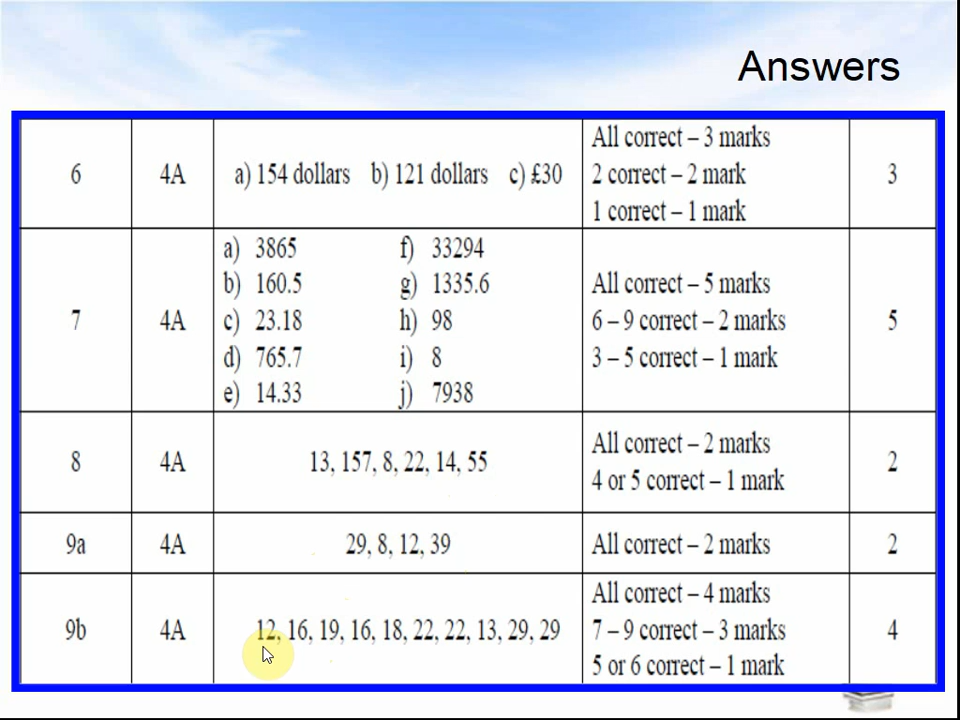 Answers
6 4A a) 154 dollars b) 121 dollars c) £30 All correct – 3 marks 3
2 correct – 2 mark
1 correct – 1 mark
7 4A a) 3865 f) 33294 All correct – 5 marks 5
b) 160.5 g) 1335.6 6 – 9 correct – 2 marks
c) 23.18 h) 98 3 – 5 correct – 1 mark
d) 765.7 i) 8
e) 14.33 j) 7938
8 4A 13, 157, 8, 22, 14, 55 All correct – 2 marks 2
4 or 5 correct – 1 mark
9a 4A 29, 8, 12, 39 All correct – 2 marks 2
9b 4A 12, 16, 19, 16, 18, 22, 22, 13, 29, 29 All correct – 4 marks 4
7 – 9 correct – 3 marks
5 or 6 correct – 1 mark